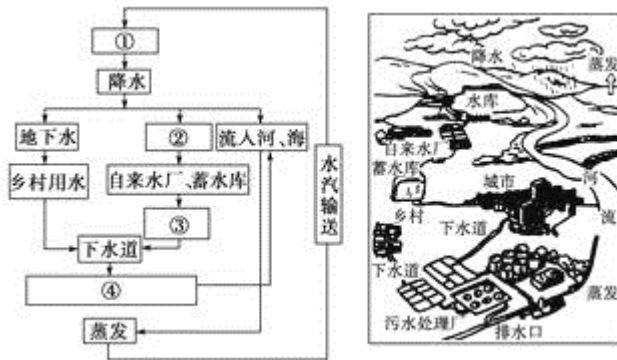 ①
降水
地下水
②
流入河、海
乡村用水
自来水厂、蓄水库
③
下水道
④
蒸发
水汽输送
降水
蒸发
水库
自来水厂
蓄水库
城市
河
乡村
下水道
流
下水道
蒸发
污水处理厂
排水口